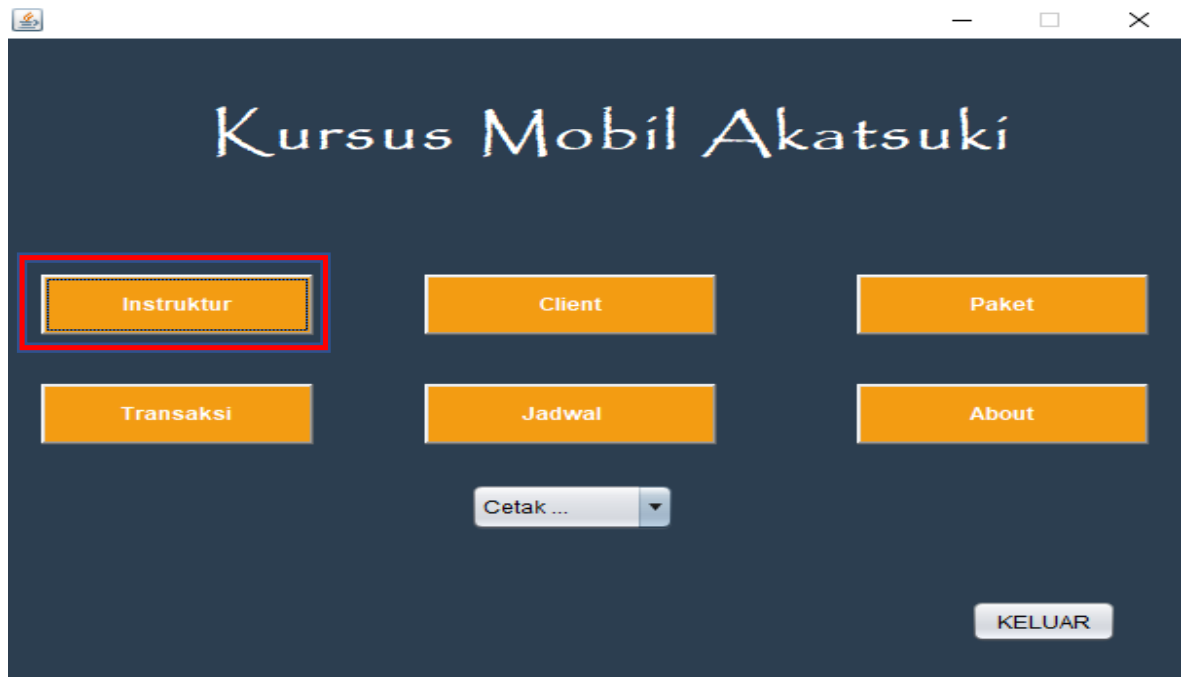 Kursus Mobil Akatsuki
Instruktur
Client
Paket
Transaksi
Jadwal
About
Cetak ...
KELUAR